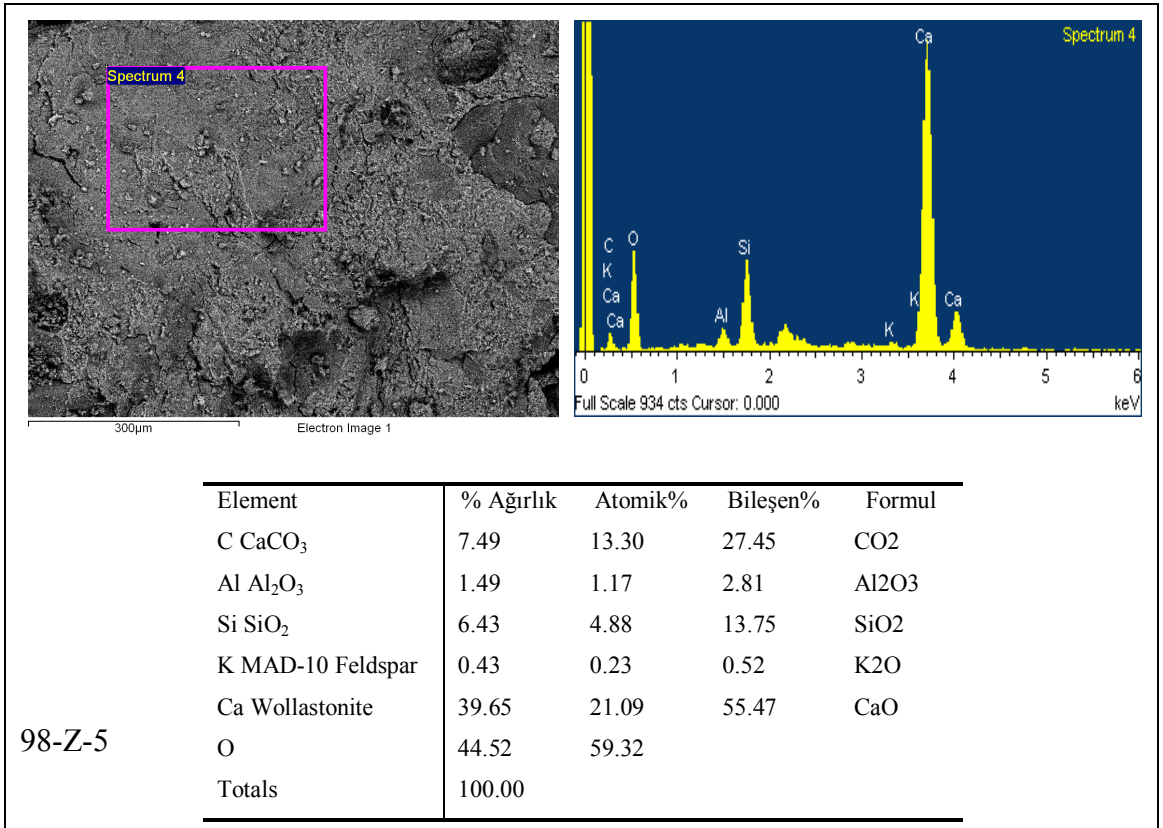 Spectrum 4
300µm Electron Image 1
Spectrum 4
Ca
C O
K
Ca
Ca
Al
Si
K
K Ca
0 1 2 3 4 5 6
Full Scale 934 cts Cursor: 0.000 keV
Element % Ağırlık Atomik% Bileşen% Formul
C CaCO₃ 7.49 13.30 27.45 CO2
Al Al₂O₃ 1.49 1.17 2.81 Al2O3
Si SiO₂ 6.43 4.88 13.75 SiO2
K MAD-10 Feldspar 0.43 0.23 0.52 K2O
Ca Wollastonite 39.65 21.09 55.47 CaO
98-Z-5
O 44.52 59.32
Totals 100.00